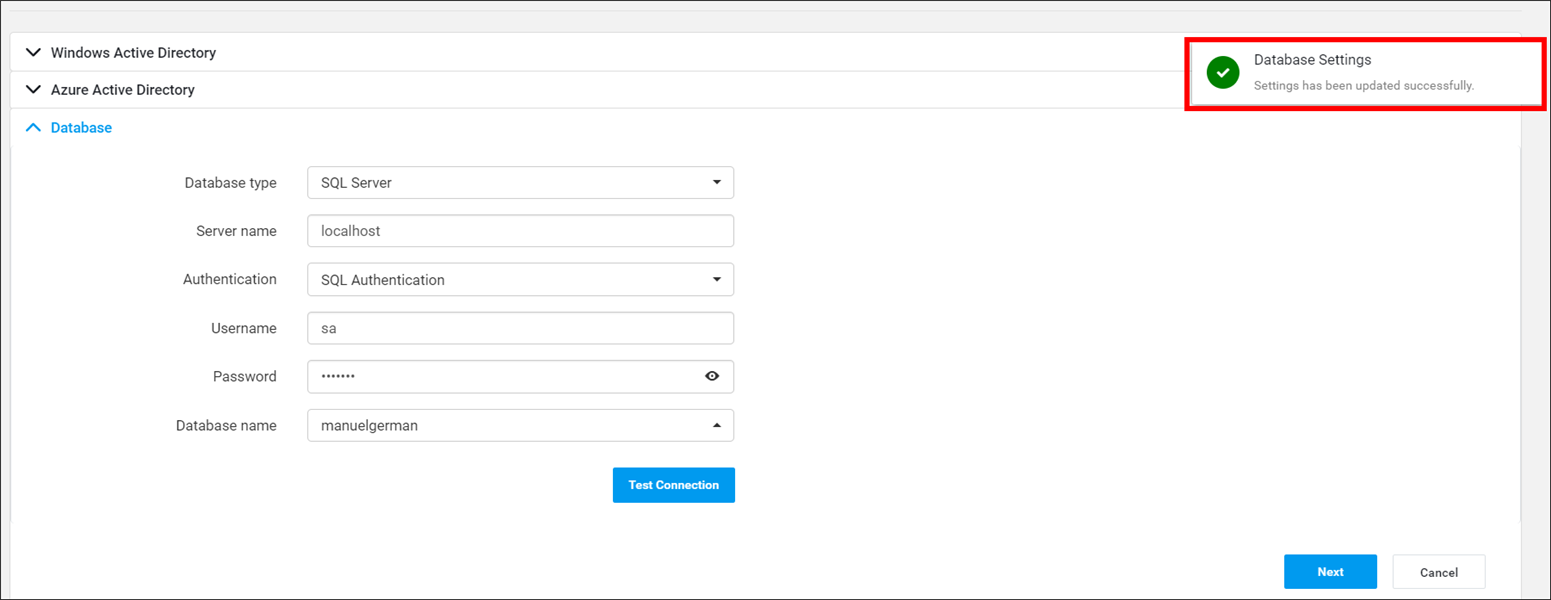 Windows Active Directory
Database Settings
Settings has been updated successfully.
Azure Active Directory
Database
Database type SQL Server
Server name localhost
Authentication SQL Authentication
Username sa
Password •••••••
Database name manuelgerman
Test Connection
Next Cancel